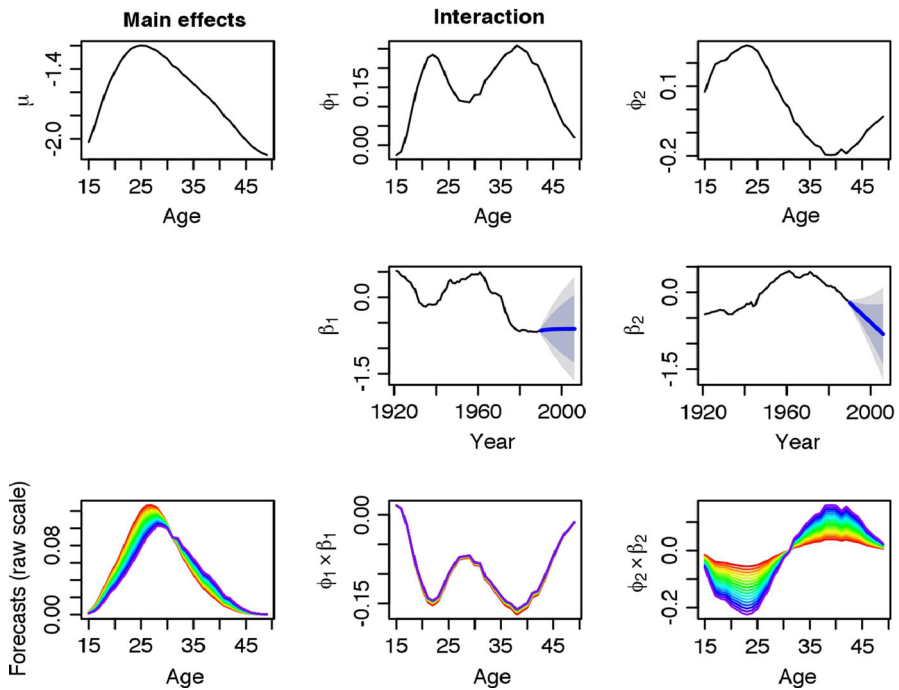 Main effects
Interaction
μ
-1.4
-2.0
15 25 35 45
Age
ϕ1
0.15
0.00
15 25 35 45
Age
ϕ2
0.1
-0.2
15 25 35 45
Age
β1
0.0
-1.5
1920 1960 2000
Year
β2
0.0
-1.5
1920 1960 2000
Year
Forecasts (raw scale)
0.08
0.00
15 25 35 45
Age
ϕ1 × β1
0.00
-0.15
15 25 35 45
Age
ϕ2 × β2
0.0
-0.2
15 25 35 45
Age